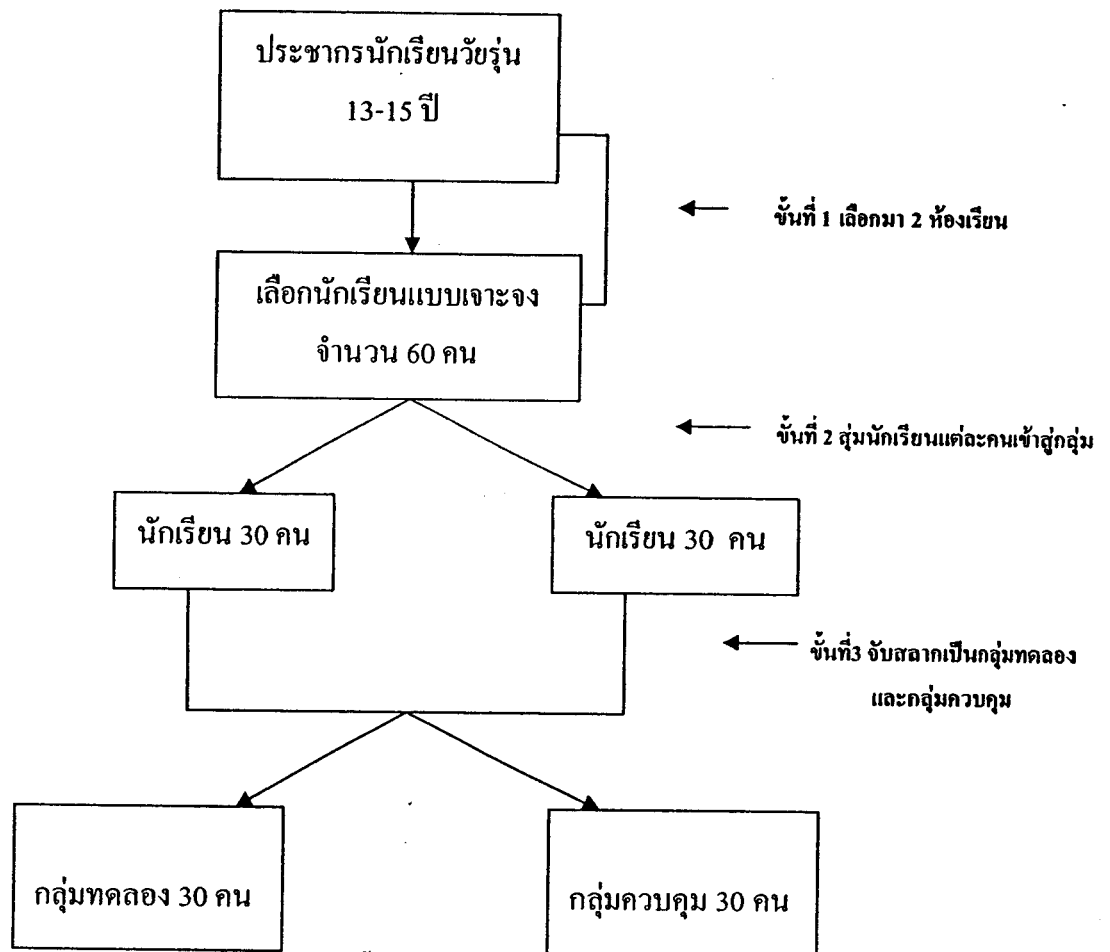 ประชากรนักเรียนวัยรุ่น
13-15 ปี
ขั้นที่ 1 เลือกมา 2 ห้องเรียน
เลือกนักเรียนแบบเจาะจง
จำนวน 60 คน
ขั้นที่ 2 สุ่มนักเรียนแต่ละคนเข้าสู่กลุ่ม
นักเรียน 30 คน
นักเรียน 30 คน
ขั้นที่3 จับสลากเป็นกลุ่มทดลอง
และกลุ่มควบคุม
กลุ่มทดลอง 30 คน
กลุ่มควบคุม 30 คน